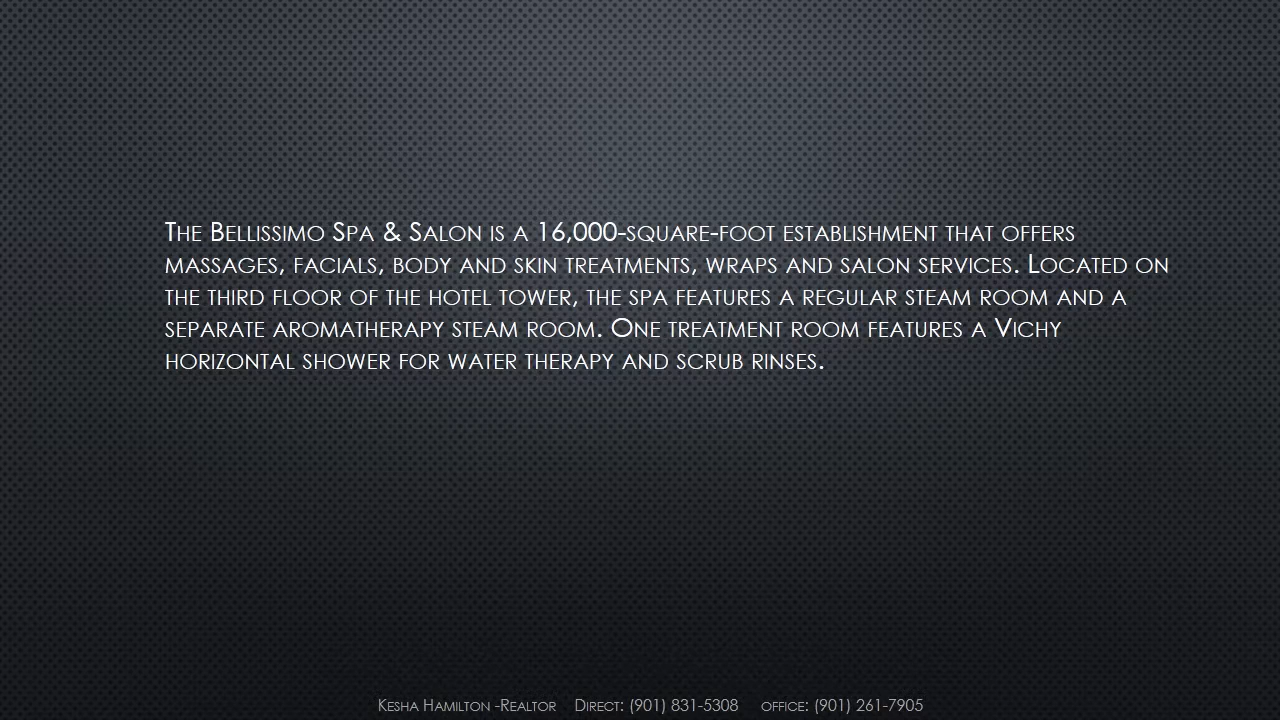 The Bellissimo Spa & Salon is a 16,000-square-foot establishment that offers
massages, facials, body and skin treatments, wraps and salon services. Located on
the third floor of the hotel tower, the spa features a regular steam room and a
separate aromatherapy steam room. One treatment room features a Vichy
horizontal shower for water therapy and scrub rinses.
Kesha Hamilton -Realtor Direct: (901) 831-5308 office: (901) 261-7905